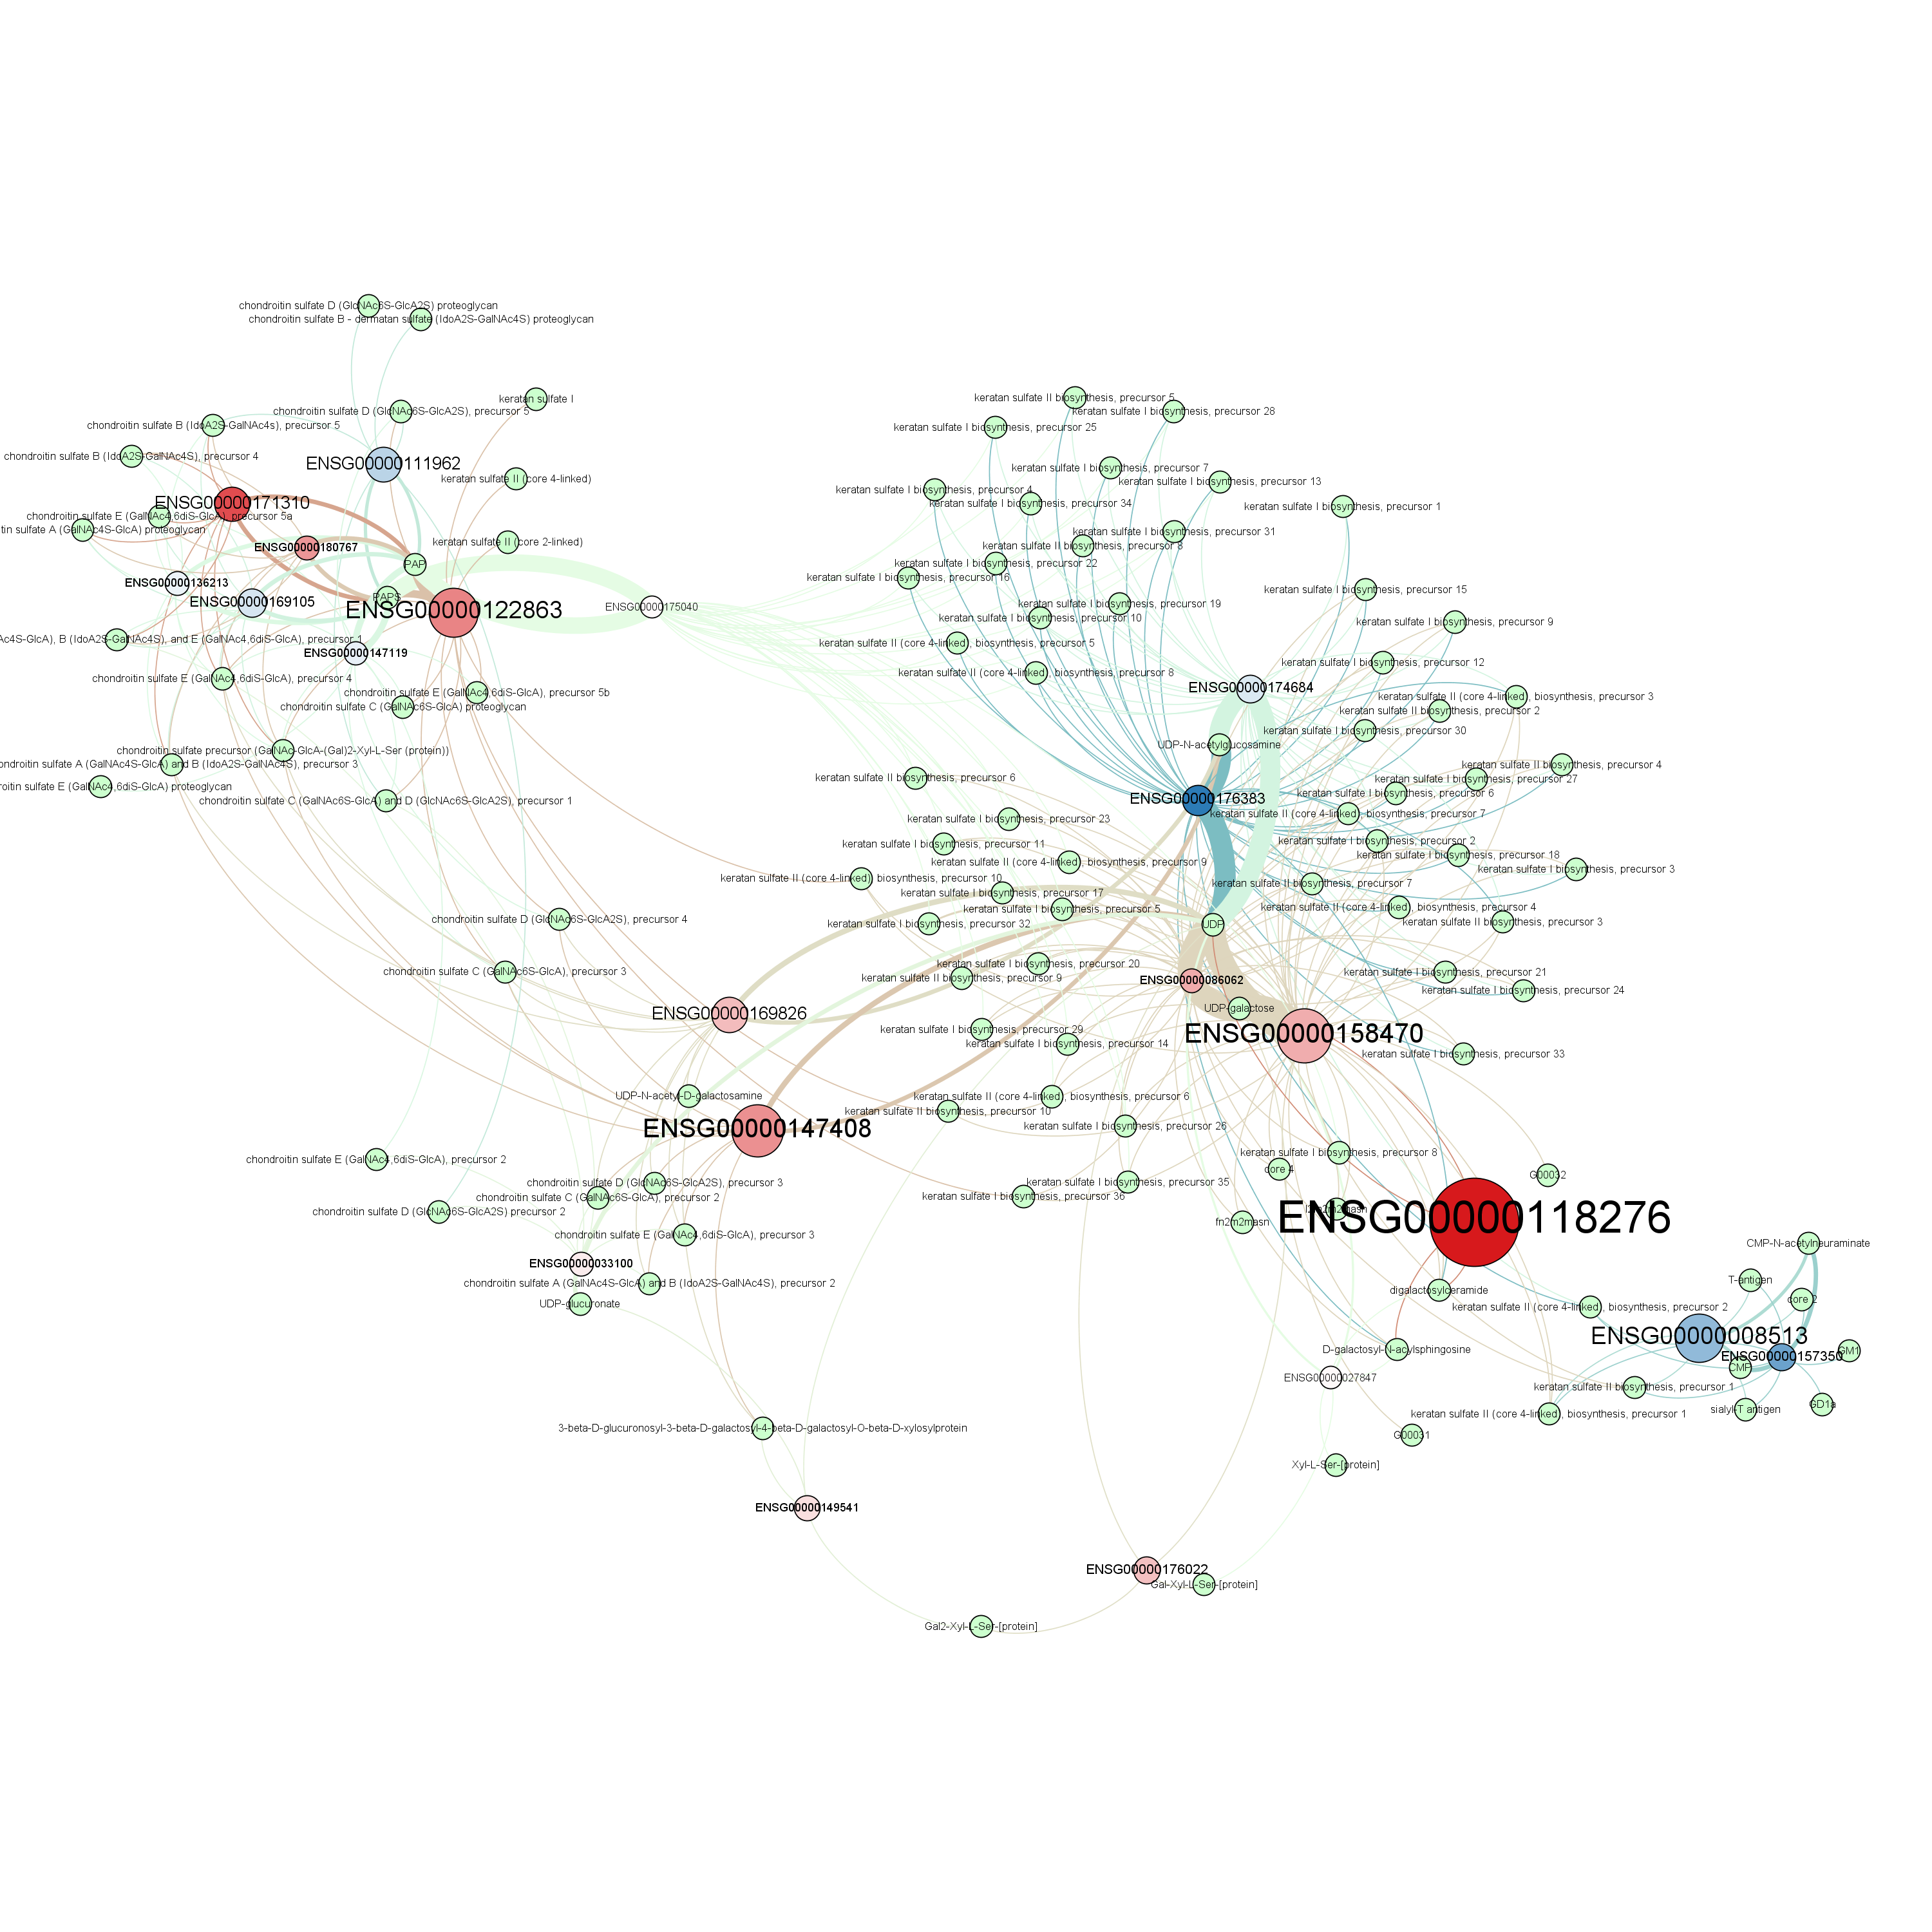 chondroitin sulfate D (GlcNAc6S-GlcA2S) proteoglycan
chondroitin sulfate B - dermatan sulfate (IdoA2S-GalNAc4S) proteoglycan
keratan sulfate II biosynthesis, precursor 5
keratan sulfate I
chondroitin sulfate D (GlcNAc6S-GlcA2S), precursor 5
keratan sulfate I biosynthesis, precursor 28
chondroitin sulfate B (IdoA2S-GalNAc4s), precursor 5
keratan sulfate I biosynthesis, precursor 25
chondroitin sulfate B (IdoA2S-GalNAc4S), precursor 4
ENSG00000111962
keratan sulfate I biosynthesis, precursor 7
keratan sulfate II (core 4-linked)
keratan sulfate I biosynthesis, precursor 13
keratan sulfate I biosynthesis, precursor 4
ENSG00000171310
keratan sulfate I biosynthesis, precursor 34
keratan sulfate I biosynthesis, precursor 1
chondroitin sulfate E (GalNAc4,6diS-GlcA), precursor 5a
tin sulfate A (GalNAc4S-GlcA) proteoglycan
keratan sulfate I biosynthesis, precursor 31
keratan sulfate II (core 2-linked)
ENSG00000180767
keratan sulfate II biosynthesis, precursor 8
PAP
keratan sulfate I biosynthesis, precursor 22
keratan sulfate I biosynthesis, precursor 16
ENSG00000136213
keratan sulfate I biosynthesis, precursor 15
PAPS
ENSG00000169105
ENSG00000122863
ENSG00000175040
keratan sulfate I biosynthesis, precursor 19
keratan sulfate I biosynthesis, precursor 10
keratan sulfate I biosynthesis, precursor 9
Ac4S-GlcA), B (IdoA2S-GalNAc4S), and E (GalNAc4,6diS-GlcA), precursor 1
keratan sulfate II (core 4-linked), biosynthesis, precursor 5
ENSG00000147119
keratan sulfate I biosynthesis, precursor 12
keratan sulfate II (core 4-linked), biosynthesis, precursor 8
chondroitin sulfate E (GalNAc4,6diS-GlcA), precursor 4
ENSG00000174684
chondroitin sulfate E (GalNAc4,6diS-GlcA), precursor 5b
keratan sulfate II (core 4-linked), biosynthesis, precursor 3
chondroitin sulfate C (GalNAc6S-GlcA) proteoglycan
keratan sulfate II biosynthesis, precursor 2
keratan sulfate I biosynthesis, precursor 30
UDP-N-acetylglucosamine
chondroitin sulfate precursor (GalNAc-GlcA-(Gal)2-Xyl-L-Ser (protein))
ondroitin sulfate A (GalNAc4S-GlcA) and B (IdoA2S-GalNAc4S), precursor 3
keratan sulfate II biosynthesis, precursor 4
keratan sulfate II biosynthesis, precursor 6
keratan sulfate I biosynthesis, precursor 27
roitin sulfate E (GalNAc4,6diS-GlcA) proteoglycan
keratan sulfate I biosynthesis, precursor 6
ENSG00000176383
chondroitin sulfate C (GalNAc6S-GlcA) and D (GlcNAc6S-GlcA2S), precursor 1
keratan sulfate II (core 4-linked), biosynthesis, precursor 7
keratan sulfate I biosynthesis, precursor 23
keratan sulfate I biosynthesis, precursor 2
keratan sulfate I biosynthesis, precursor 11
keratan sulfate I biosynthesis, precursor 18
keratan sulfate II (core 4-linked), biosynthesis, precursor 9
keratan sulfate I biosynthesis, precursor 3
keratan sulfate II (core 4-linked), biosynthesis, precursor 10
keratan sulfate II biosynthesis, precursor 7
keratan sulfate I biosynthesis, precursor 17
keratan sulfate I biosynthesis, precursor 5
keratan sulfate II (core 4-linked), biosynthesis, precursor 4
chondroitin sulfate D (GlcNAc6S-GlcA2S), precursor 4
keratan sulfate I biosynthesis, precursor 32
UDP
keratan sulfate II biosynthesis, precursor 3
keratan sulfate I biosynthesis, precursor 20
chondroitin sulfate C (GalNAc6S-GlcA), precursor 3
keratan sulfate I biosynthesis, precursor 21
keratan sulfate II biosynthesis, precursor 9
ENSG00000086062
keratan sulfate I biosynthesis, precursor 24
UDP-galactose
ENSG00000169826
keratan sulfate I biosynthesis, precursor 29
ENSG00000158470
keratan sulfate I biosynthesis, precursor 14
keratan sulfate I biosynthesis, precursor 33
UDP-N-acetyl-D-galactosamine
keratan sulfate II (core 4-linked), biosynthesis, precursor 6
keratan sulfate II biosynthesis, precursor 10
ENSG00000147408
keratan sulfate I biosynthesis, precursor 26
keratan sulfate I biosynthesis, precursor 8
chondroitin sulfate E (GalNAc4,6diS-GlcA), precursor 2
core 4
G00032
chondroitin sulfate D (GlcNAc6S-GlcA2S), precursor 3
keratan sulfate I biosynthesis, precursor 35
chondroitin sulfate C (GalNAc6S-GlcA), precursor 2
keratan sulfate I biosynthesis, precursor 36
chondroitin sulfate D (GlcNAc6S-GlcA2S) precursor 2
fn2m2masn
ENSG00000118276
chondroitin sulfate E (GalNAc4,6diS-GlcA), precursor 3
CMP-N-acetylneuraminate
ENSG00000033100
T-antigen
chondroitin sulfate A (GalNAc4S-GlcA) and B (IdoA2S-GalNAc4S), precursor 2
digalactosylceramide
core 2
UDP-glucuronate
keratan sulfate II (core 4-linked), biosynthesis, precursor 2
ENSG00000008513
D-galactosyl-N-acylsphingosine
GM1
ENSG00000157350
CMP
ENSG00000027847
keratan sulfate II biosynthesis, precursor 1
GD1a
sialyl-T antigen
keratan sulfate II (core 4-linked), biosynthesis, precursor 1
3-beta-D-glucuronosyl-3-beta-D-galactosyl-4-beta-D-galactosyl-O-beta-D-xylosylprotein
G00031
Xyl-L-Ser-[protein]
ENSG00000149541
ENSG00000176022
Gal-Xyl-L-Ser-[protein]
Gal2-Xyl-L-Ser-[protein]